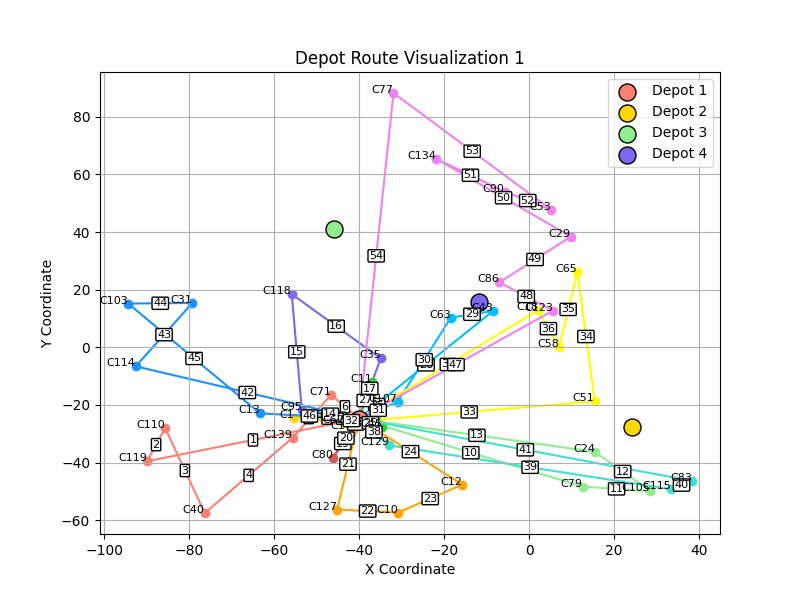 Depot Route Visualization 1
Depot 1
Depot 2
Depot 3
Depot 4
Y Coordinate
X Coordinate
80
60
40
20
0
−20
−40
−60
−100
−80
−60
−40
−20
0
20
40
C77
53
C134
51
C90
50
52
C53
C29
54
49
C65
C86
C118
48
C103
44
C31
C43
C123
35
C63
29
16
6
43
34
C58
15
30
C35
45
47
C114
C11
17
42
C71
27
C107
C51
C95
6
31
33
C13
C1
46
14
32
C110
38
13
C139
1
20
C129
2
24
41
C24
C119
C80
10
21
39
12
3
4
C83
C12
C79
11
C105
C115
40
23
C40
C127
22
C10